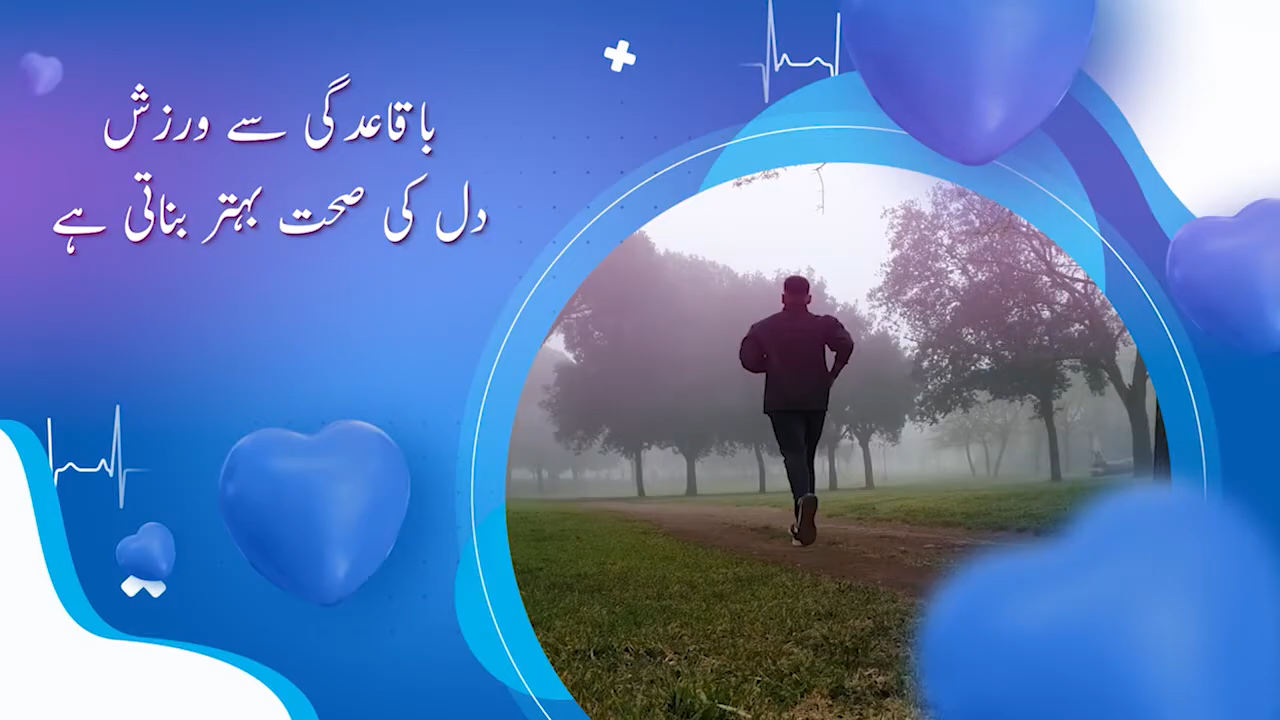 باقاعدگی سے ورزش
دل کی صحت بہتر بناتی ہے